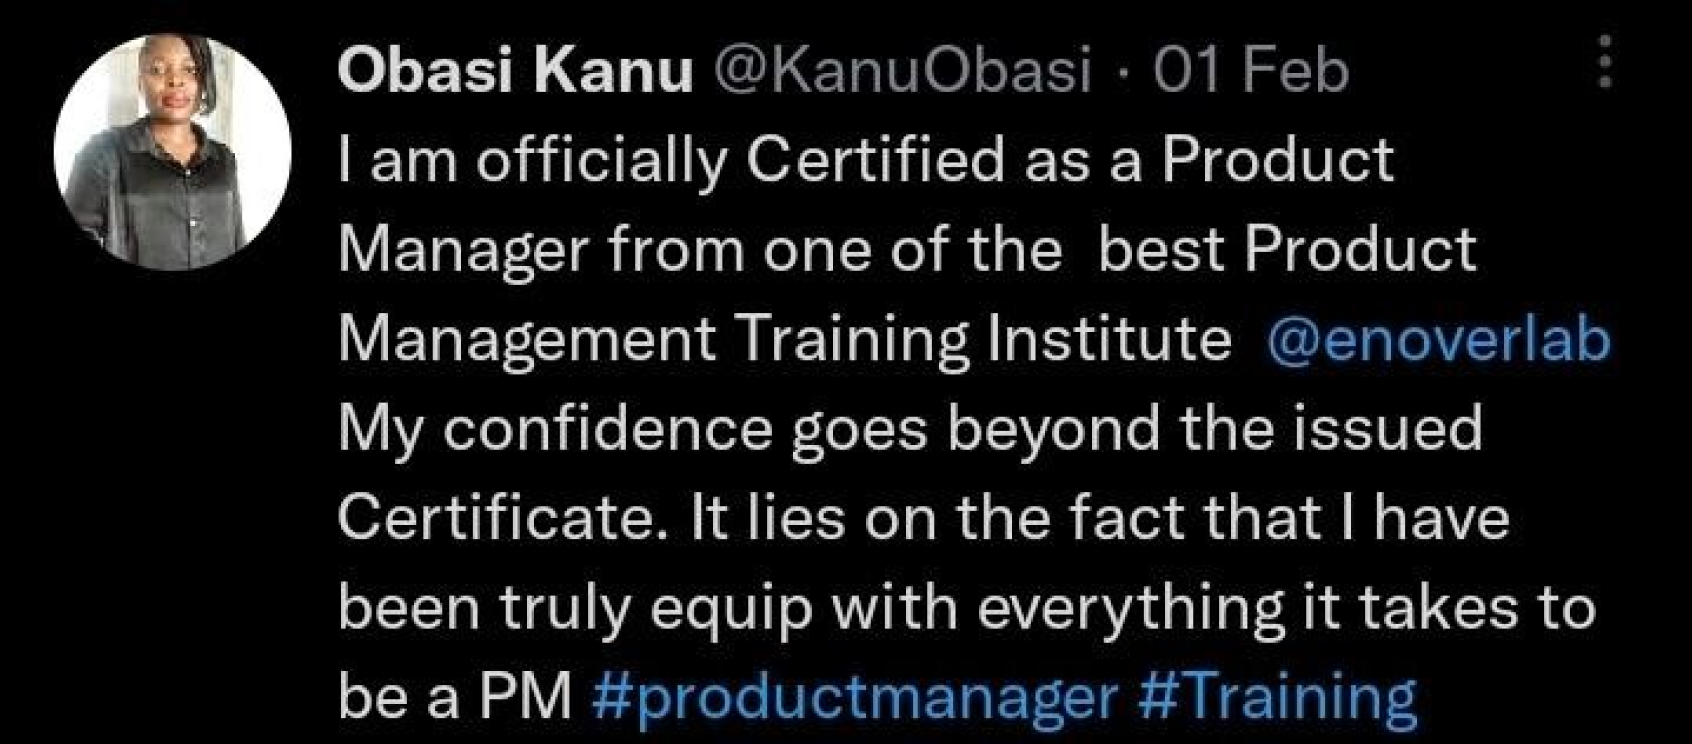 Obasi Kanu @KanuObasi · 01 Feb
I am officially Certified as a Product
Manager from one of the  best Product
Management Training Institute  @enoverlab
My confidence goes beyond the issued
Certificate. It lies on the fact that I have
been truly equip with everything it takes to
be a PM #productmanager #Training